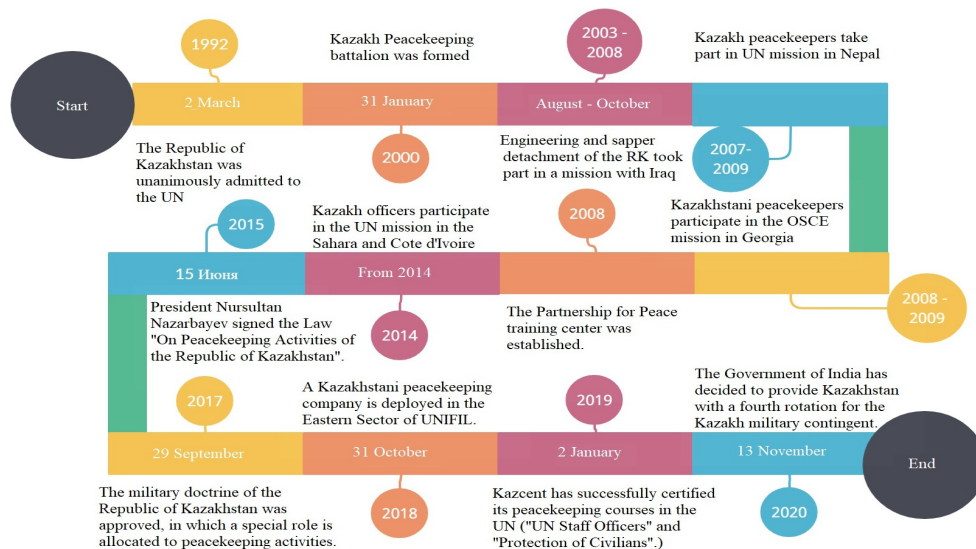 Start
1992
2 March
The Republic of
Kazakhstan was
unanimously admitted to
the UN
Kazakh Peacekeeping
battalion was formed
31 January
2000
2003 -
2008
August - October
Engineering and sapper
detachment of the RK took
part in a mission with Iraq
Kazakh peacekeepers take
part in UN mission in
Nepal
2007-
2009
Kazakhstani peacekeepers
participate in the OSCE
mission in Georgia
2008 -
2009
2008
The Partnership for Peace
training center was
established.
Kazakh officers participate
in the UN mission in the
Sahara and Cote d'Ivoire
From 2014
2014
2015
15 Июня
President Nursultan
Nazarbayev signed the Law
"On Peacekeeping Activities of
the Republic of Kazakhstan".
2017
29 September
The military doctrine of the
Republic of Kazakhstan was
approved, in which a special role is
allocated to peacekeeping activities.
A Kazakhstani peacekeeping
company is deployed in the
Eastern Sector of UNIFIL.
31 October
2018
2019
2 January
Kazcent has successfully certified
its peacekeeping courses in the
UN ("UN Staff Officers" and
"Protection of Civilians".)
The Government of India has
decided to provide Kazakhstan
with a fourth rotation for the
Kazakh military contingent.
13 November
2020
End